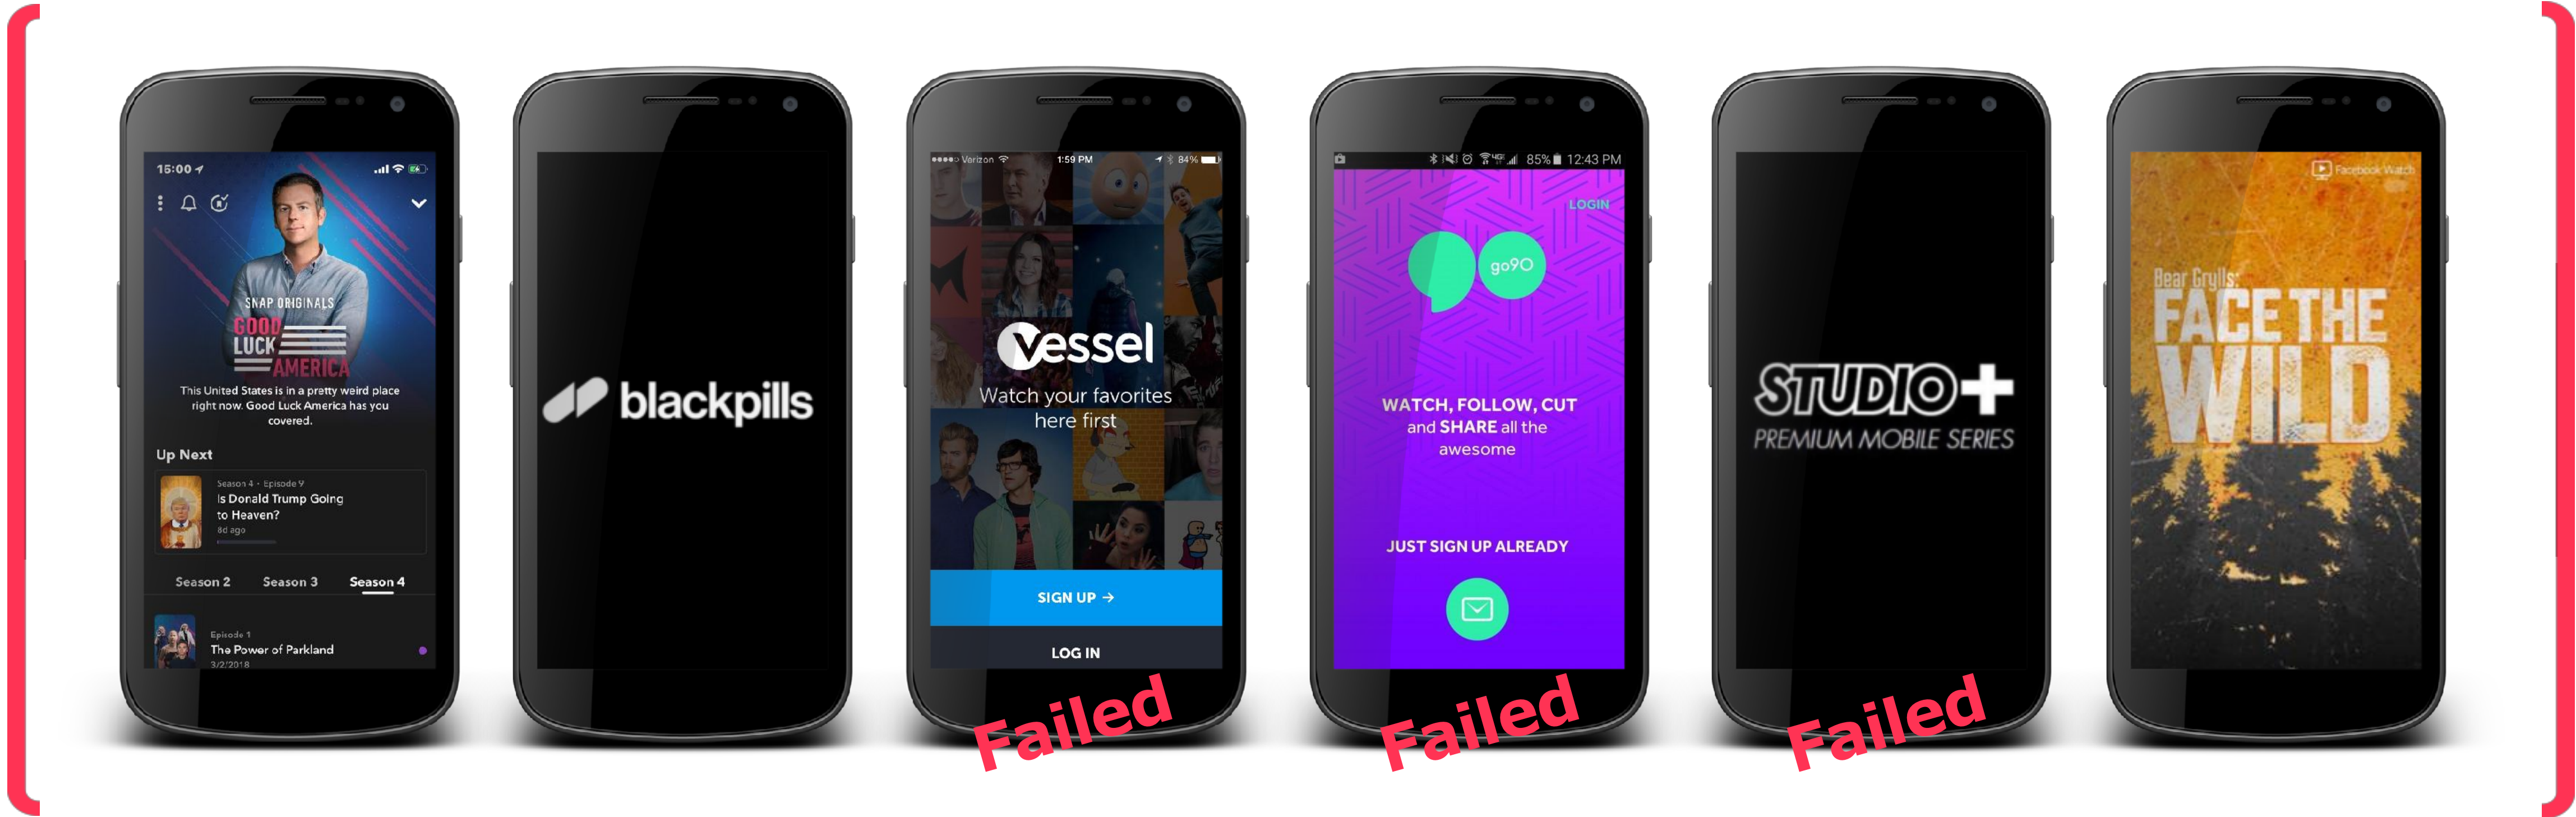 15:00
SNAP ORIGINALS
GOOD
LUCK
AMERICA
This United States is in a pretty weird place
right now. Good Luck America has you
covered.
Up Next
Season 4 · Episode 9
Is Donald Trump Going
to Heaven?
8d ago
Season 2 Season 3 Season 4
Episode 1
The Power of Parkland
3/2/2018
blackpills
Verizon 1:59 PM 84%
vessel
Watch your favorites
here first
SIGN UP →
LOG IN
Failed
4G 85% 12:43 PM
LOGIN
go90
WATCH, FOLLOW, CUT
and SHARE all the
awesome
JUST SIGN UP ALREADY
Failed
STUDIO+
PREMIUM MOBILE SERIES
Failed
Facebook Watch
Bear Grylls:
FACE THE
WILD